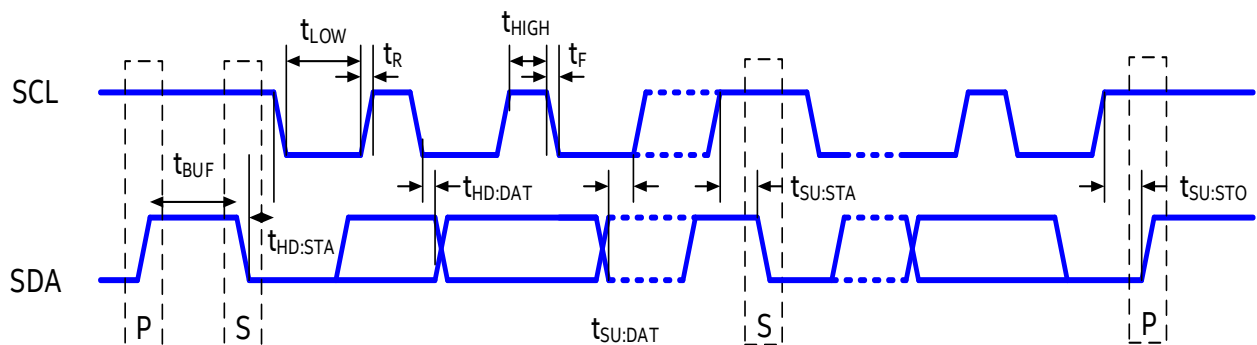 tLOW
tR
tHIGH
tF
SCL
tBUF
tHD:DAT
tSU:STA
tSU:STO
tHD:STA
SDA
P
S
tSU:DAT
S
P